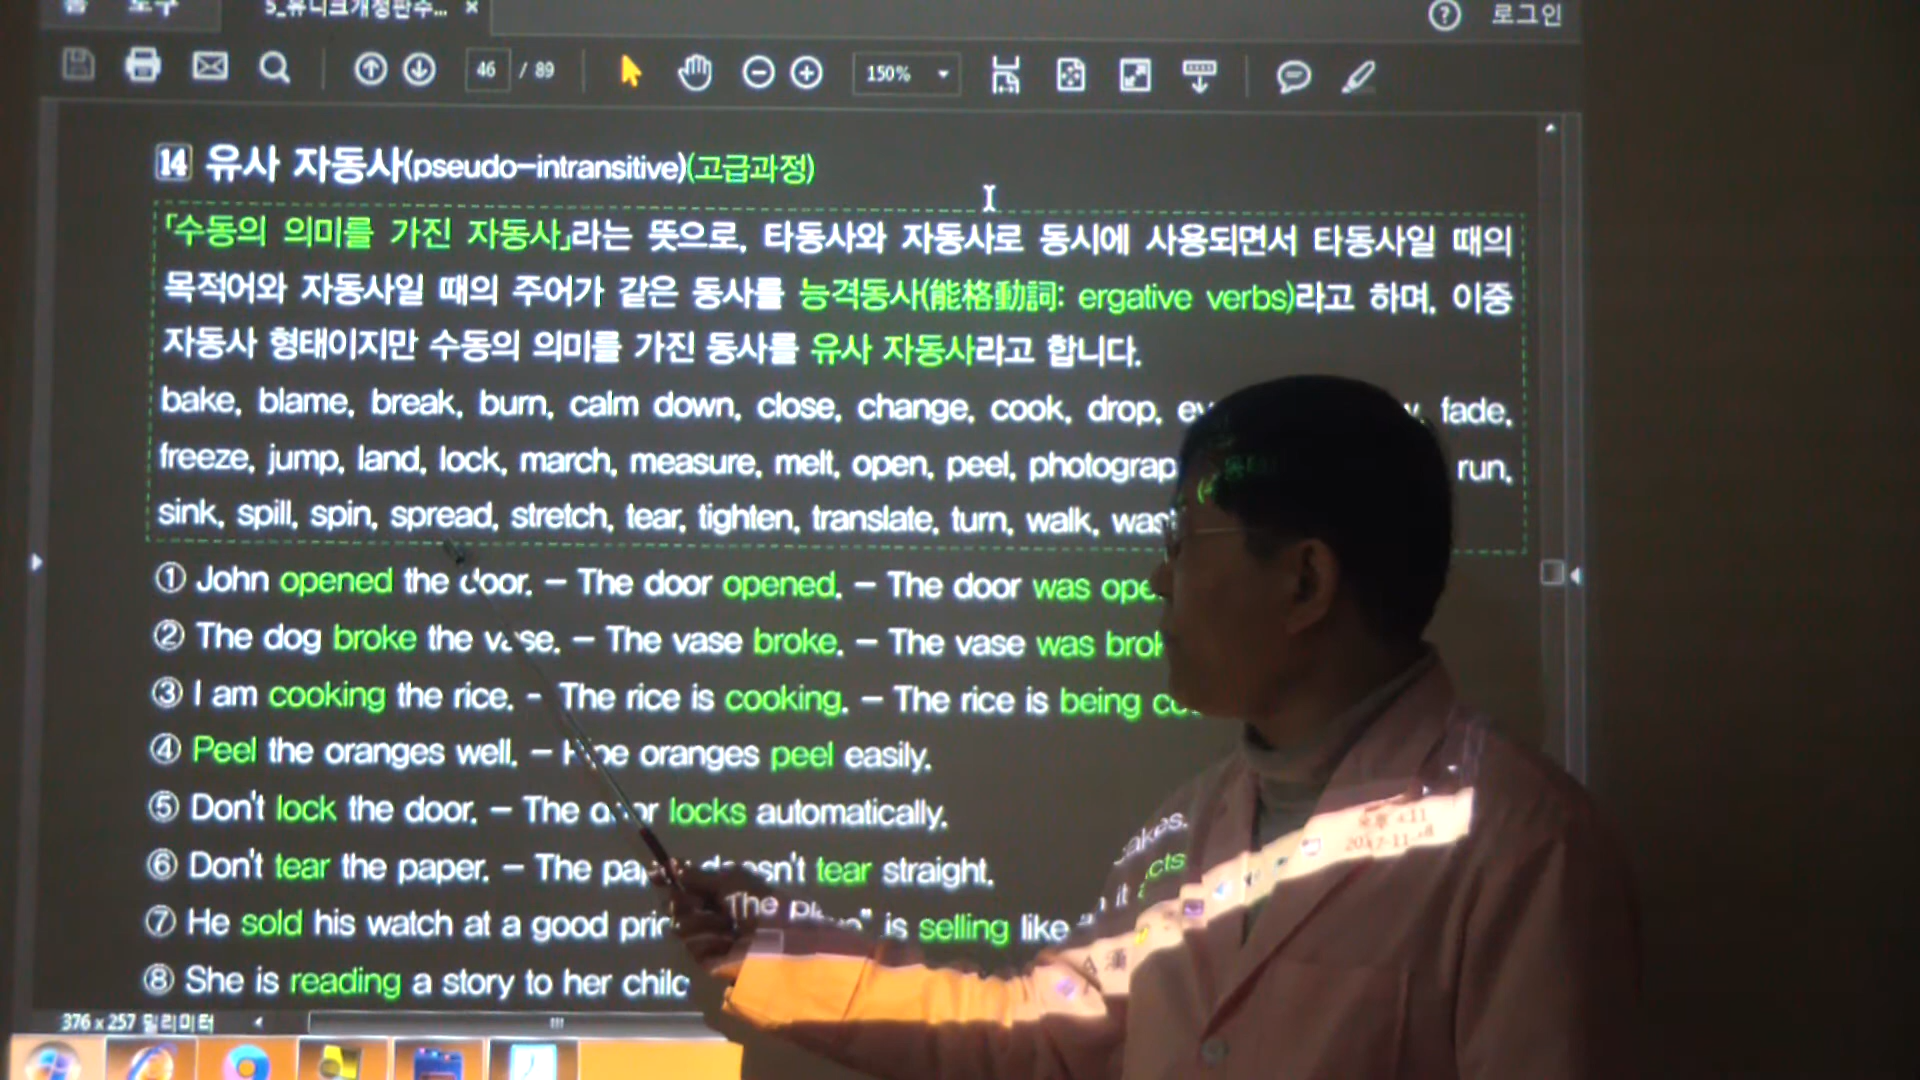 홈 도구 5_유니크개정판수... ×
? 로그인
46 / 89 150%
14 유사 자동사(pseudo-intransitive)(고급과정)
「수동의 의미를 가진 자동사」라는 뜻으로, 타동사와 자동사로 동시에 사용되면서 타동사일 때의
목적어와 자동사일 때의 주어가 같은 동사를 능격동사(能格動詞: ergative verbs)라고 하며, 이중
자동사 형태이지만 수동의 의미를 가진 동사를 유사 자동사라고 합니다.
bake, blame, break, burn, calm down, close, change, cook, drop, fade,
freeze, jump, land, lock, march, measure, melt, open, peel, run,
sink, spill, spin, spread, stretch, tear, tighten, translate, turn, walk,
① John opened the door. – The door opened. – The door was
② The dog broke the vase. – The vase broke. – The vase was
③ I am cooking the rice. – The rice is cooking. – The rice is being
④ Peel the oranges well. – oranges peel easily.
⑤ Don't lock the door. – The door locks automatically.
⑥ Don't tear the paper. – The paper doesn't tear straight.
⑦ He sold his watch at a good The is selling like
⑧ She is reading a story to her
376 x 257 밀리미터